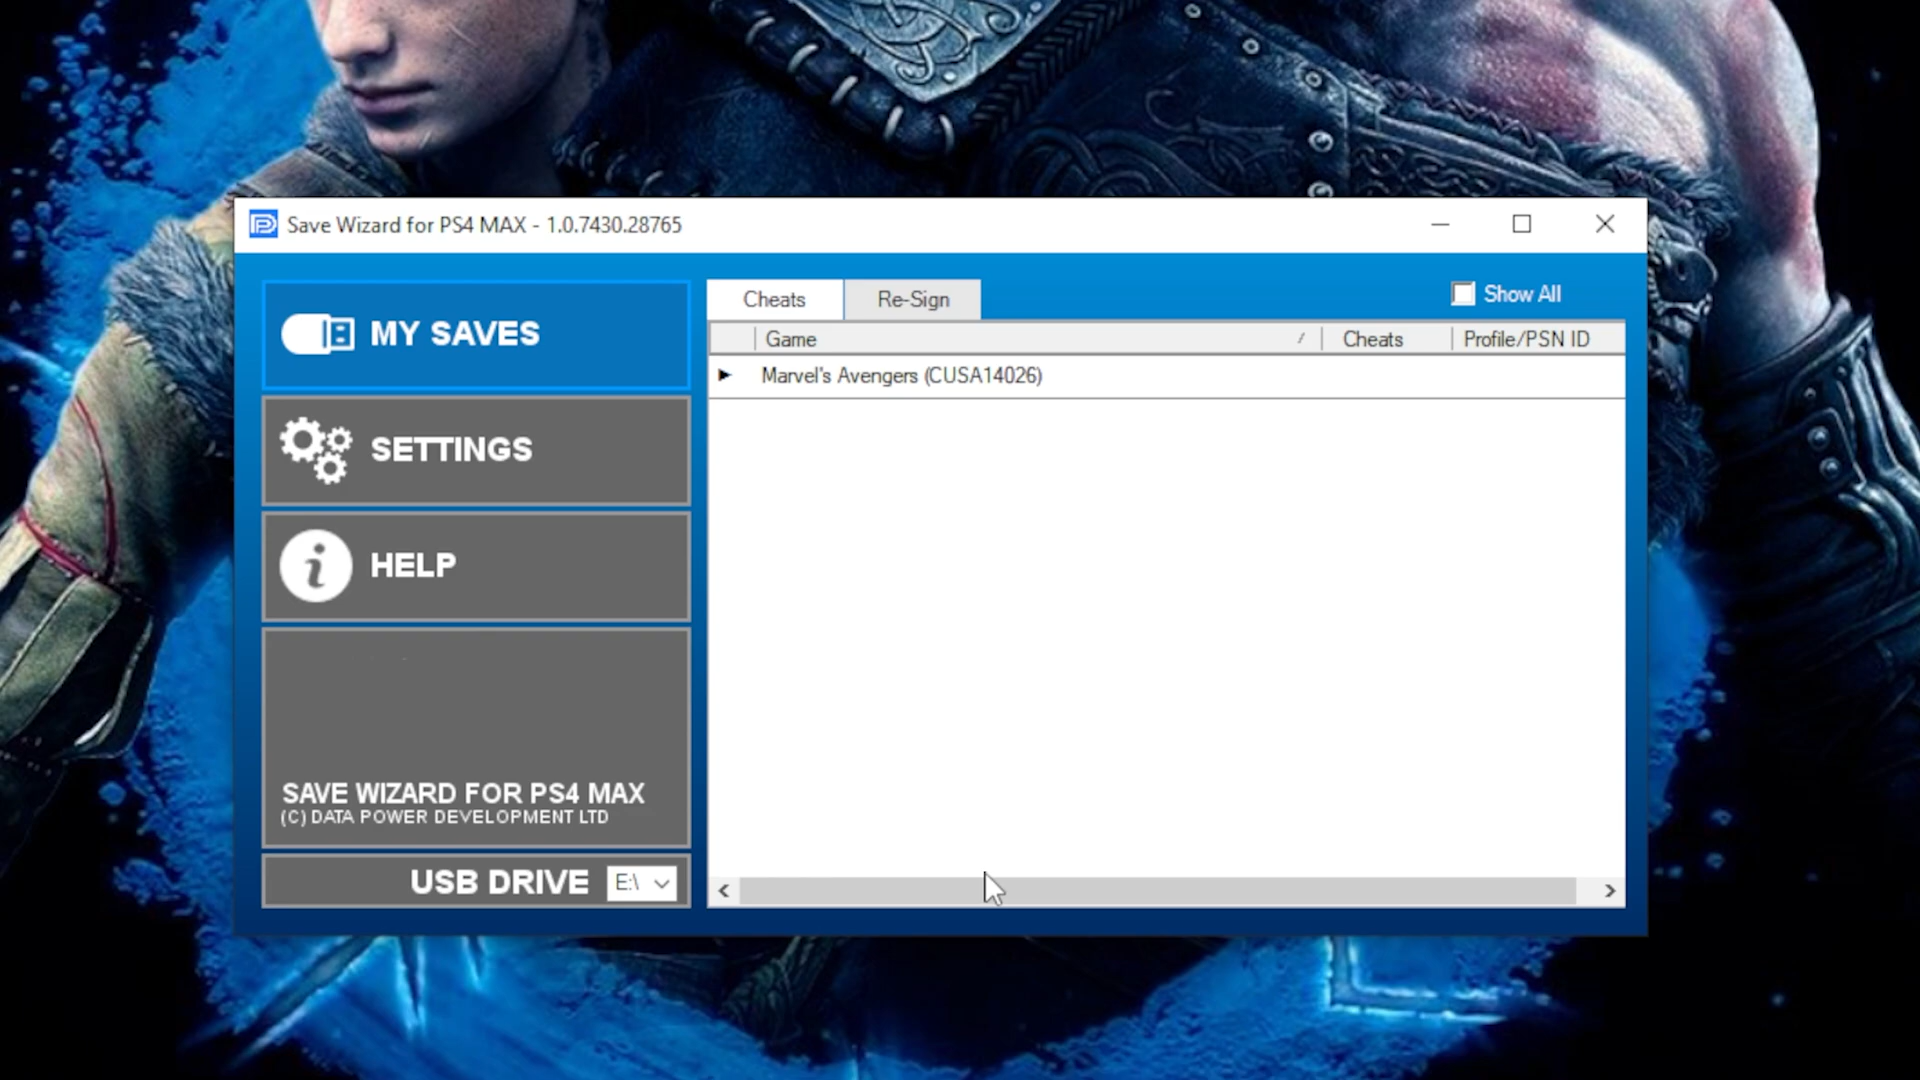 Save Wizard for PS4 MAX - 1.0.7430.28765
MY SAVES
SETTINGS
HELP
SAVE WIZARD FOR PS4 MAX
(C) DATA POWER DEVELOPMENT LTD
USB DRIVE E:\
Cheats Re-Sign Show All
Game Cheats Profile/PSN ID
Marvel's Avengers (CUSA14026)